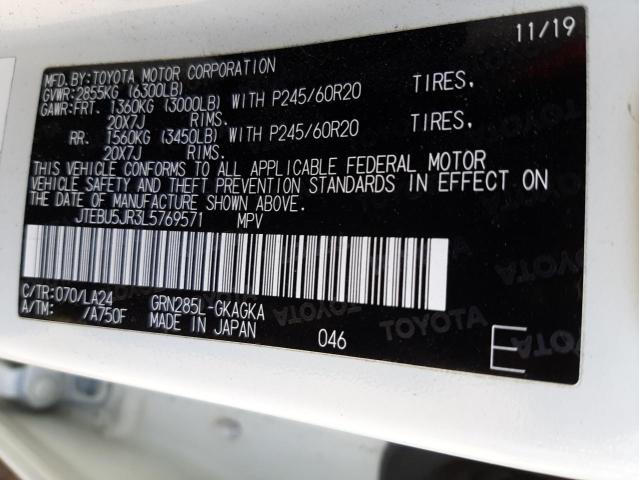 11/19
MFD.BY:TOYOTA MOTOR CORPORATION
GVWR:2855KG (6300LB)
GAWR:FRT. 1360KG (3000LB) WITH P245/60R20 TIRES,
20X7J RIMS.
RR. 1560KG (3450LB) WITH P245/60R20 TIRES,
20X7J RIMS.
THIS VEHICLE CONFORMS TO ALL APPLICABLE FEDERAL MOTOR
VEHICLE SAFETY AND THEFT PREVENTION STANDARDS IN EFFECT ON
THE DATE OF MANUFACTURE SHOWN ABOVE.
JTEBU5JR3L5769571 MPV
C/TR:070/LA24 GRN285L-GKAGKA
A/TM: /A750F MADE IN JAPAN 046
E
TOYOTA